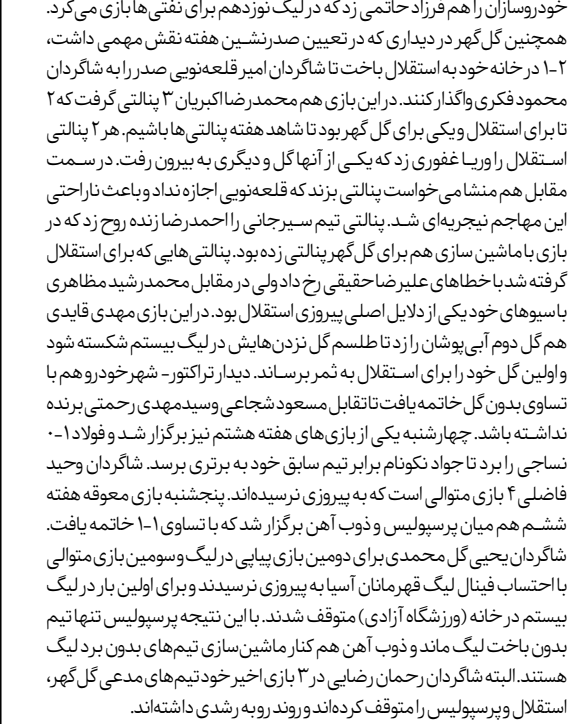 خودروسازان را هم فرزاد حاتمی زد که در لیگ نوزدهم برای نفتی‌ها بازی می‌کرد.
همچنین گل‌گهر در دیداری که در تعیین صدرنشین هفته نقش مهمی داشت،
۲-۱ در خانه خود به استقلال باخت تا شاگردان امیر قلعه‌نویی صدر را به شاگردان
محمود فکری واگذار کنند. در این بازی هم محمدرضا اکبریان ۳ پنالتی گرفت که ۲
تا برای استقلال و یکی برای گل گهر بود تا شاهد هفته پنالتی‌ها باشیم. هر ۲ پنالتی
استقلال را وریا غفوری زد که یکی از آنها گل و دیگری به بیرون رفت. در سمت
مقابل هم منشا می‌خواست پنالتی بزند که قلعه‌نویی اجازه نداد و باعث ناراحتی
این مهاجم نیجریه‌ای شد. پنالتی تیم سیرجانی را احمدرضا زنده روح زد که در
بازی با ماشین سازی هم برای گل گهر پنالتی زده بود. پنالتی‌هایی که برای استقلال
گرفته شد با خطاهای علیرضا حقیقی رخ داد ولی در مقابل محمدرشید مظاهری
با سیوهای خود یکی از دلایل اصلی پیروزی استقلال بود. در این بازی مهدی قایدی
هم گل دوم آبی‌پوشان را زد تا طلسم گل نزدن‌هایش در لیگ بیستم شکسته شود
و اولین گل خود را برای استقلال به ثمر برساند. دیدار تراکتور- شهرخودرو هم با
تساوی بدون گل خاتمه یافت تا تقابل مسعود شجاعی و سیدمهدی رحمتی برنده
نداشته باشد. چهارشنبه یکی از بازی‌های هفته هشتم نیز برگزار شد و فولاد ۱-۰
نساجی را برد تا جواد نکونام برابر تیم سابق خود به برتری برسد. شاگردان وحید
فاضلی ۴ بازی متوالی است که به پیروزی نرسیده‌اند. پنجشنبه بازی معوقه هفته
ششم هم میان پرسپولیس و ذوب آهن برگزار شد که با تساوی ۱-۱ خاتمه یافت.
شاگردان یحیی گل محمدی برای دومین بازی پیاپی در لیگ و سومین بازی متوالی
با احتساب فینال لیگ قهرمانان آسیا به پیروزی نرسیدند و برای اولین بار در لیگ
بیستم در خانه (ورزشگاه آزادی) متوقف شدند. با این نتیجه پرسپولیس تنها تیم
بدون باخت لیگ ماند و ذوب آهن هم کنار ماشین‌سازی تیم‌های بدون برد لیگ
هستند. البته شاگردان رحمان رضایی در ۳ بازی اخیر خود تیم‌های مدعی گل‌گهر،
استقلال و پرسپولیس را متوقف کرده‌اند و روند رو به رشدی داشته‌اند.